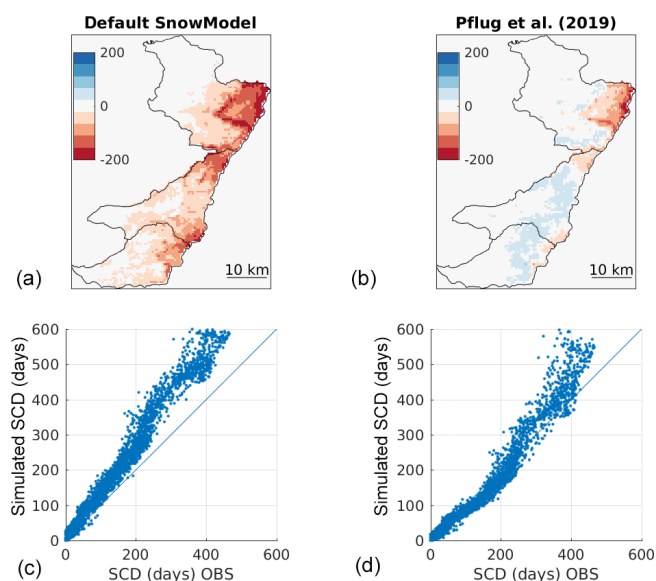 Default SnowModel
Pflug et al. (2019)
200
0
-200
200
0
-200
(a)
10 km
(b)
10 km
600
500
400
300
200
100
0
0
200
400
600
Simulated SCD (days)
(c)
SCD (days) OBS
600
500
400
300
200
100
0
0
200
400
600
Simulated SCD (days)
(d)
SCD (days) OBS